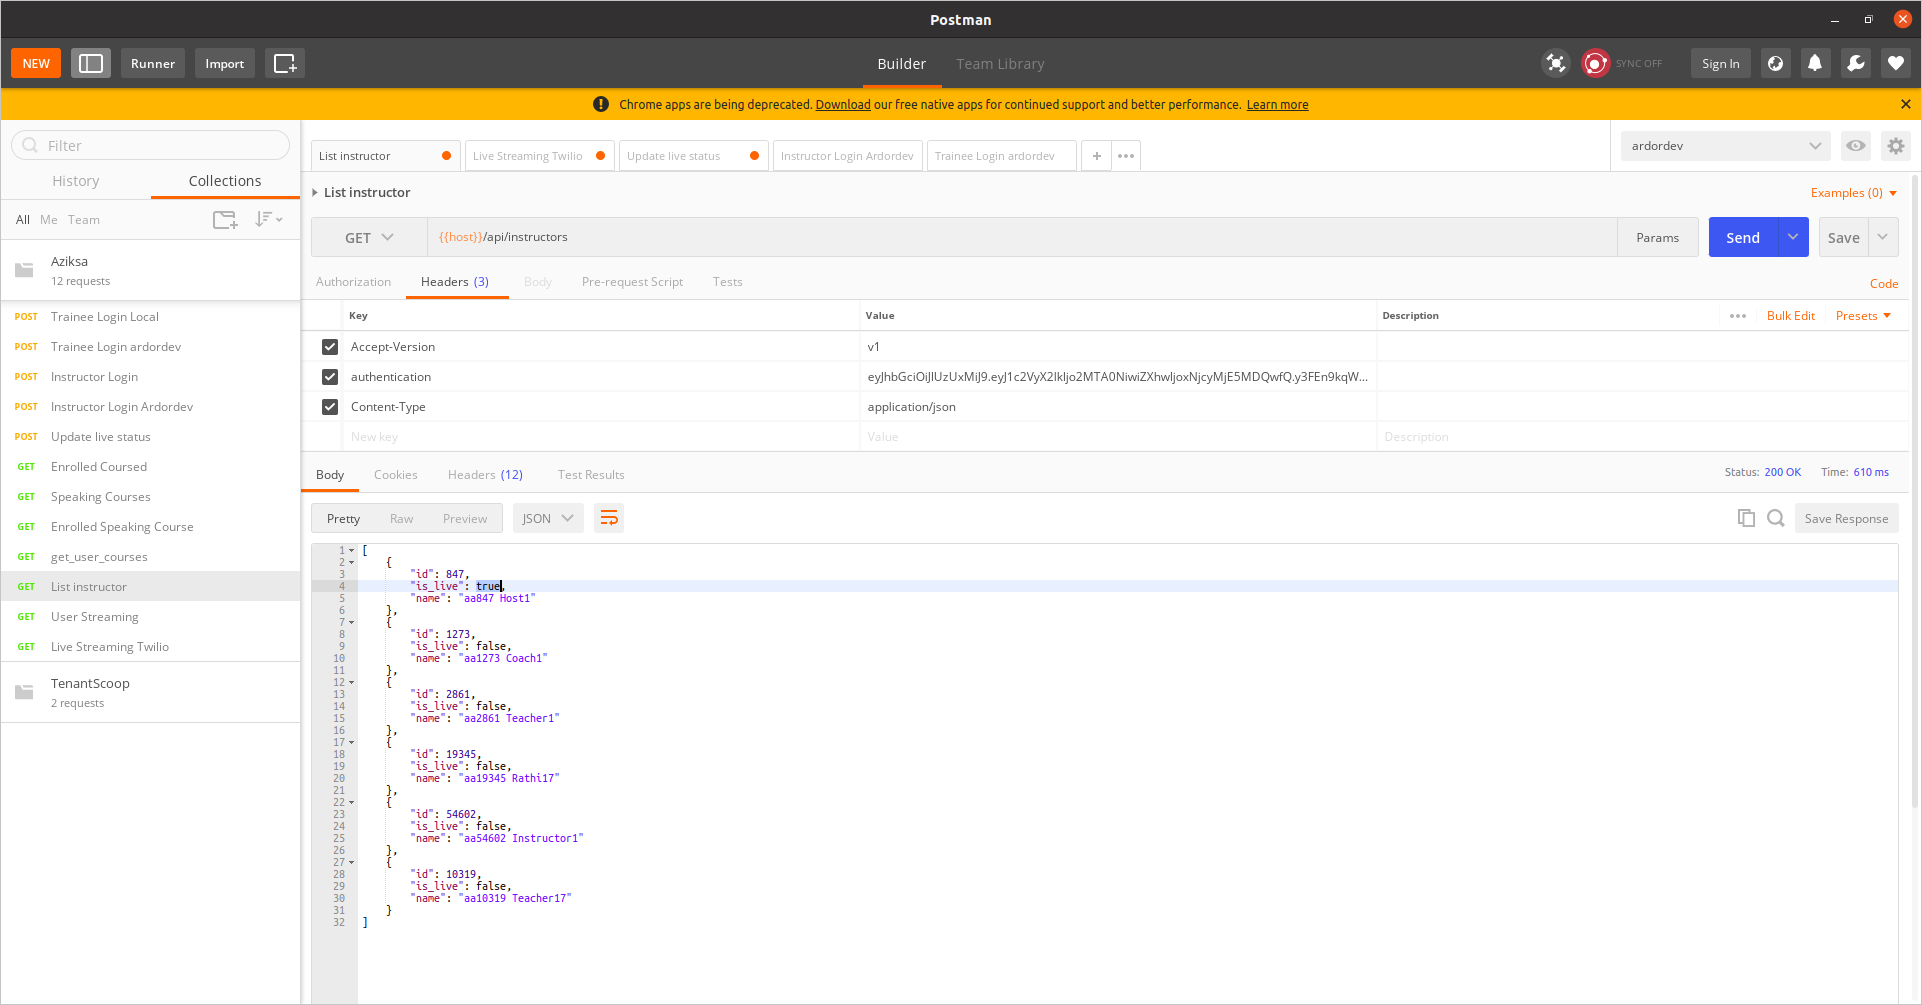 Postman
NEW Runner Import Builder Team Library SYNC OFF Sign In
Chrome apps are being deprecated. Download our free native apps for continued support and better performance. Learn more
Filter
History Collections
All Me Team
Aziksa
12 requests
POST Trainee Login Local
POST Trainee Login ardordev
POST Instructor Login
POST Instructor Login Ardordev
POST Update live status
GET Enrolled Coursed
GET Speaking Courses
GET Enrolled Speaking Course
GET get_user_courses
GET List instructor
GET User Streaming
GET Live Streaming Twilio
TenantScoop
2 requests
List instructor Live Streaming Twilio Update live status Instructor Login Ardordev Trainee Login ardordev + ••• ardordev
List instructor Examples (0)
GET {{host}}/api/instructors Params Send Save
Authorization Headers (3) Body Pre-request Script Tests Code
Key Value Description ••• Bulk Edit Presets
Accept-Version v1
authentication
Content-Type application/json
New key Value Description
Body Cookies Headers (12) Test Results Status: 200 OK Time: 610 ms
Pretty Raw Preview JSON Save Response
1 [
2 {
3 "id": 847,
4 "is_live": true,
5 "name": "aa847 Host1"
6 },
7 {
8 "id": 1273,
9 "is_live": false,
10 "name": "aa1273 Coach1"
11 },
12 {
13 "id": 2861,
14 "is_live": false,
15 "name": "aa2861 Teacher1"
16 },
17 {
18 "id": 19345,
19 "is_live": false,
20 "name": "aa19345 Rathi17"
21 },
22 {
23 "id": 54602,
24 "is_live": false,
25 "name": "aa54602 Instructor1"
26 },
27 {
28 "id": 10319,
29 "is_live": false,
30 "name": "aa10319 Teacher17"
31 }
32 ]